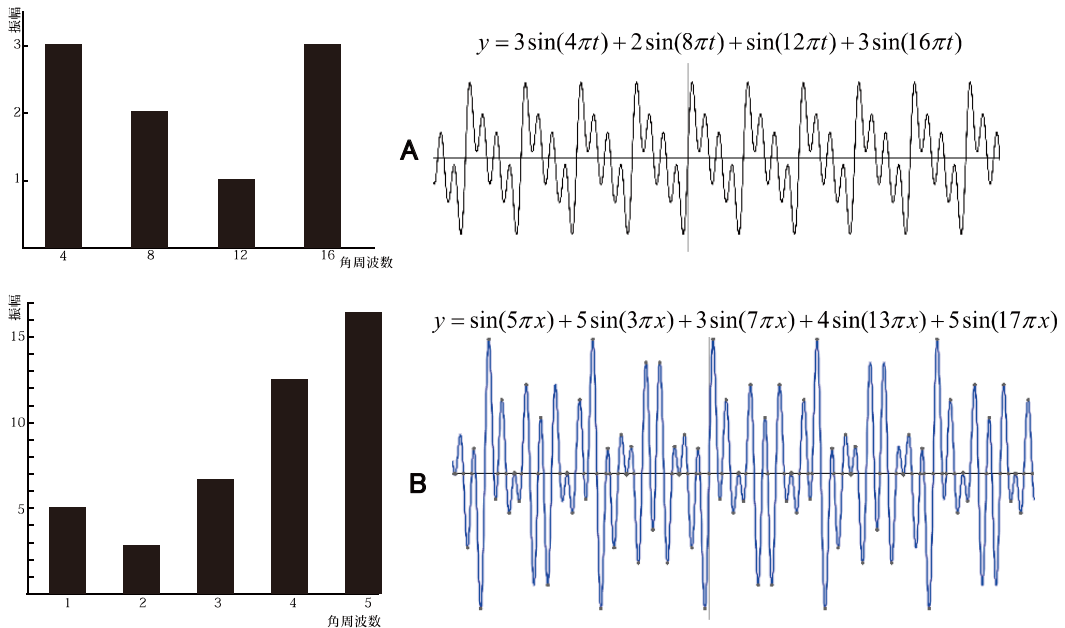 振幅
3
2
1
4 8 12 16
角周波数
y = 3sin(4πt) + 2sin(8πt) + sin(12πt) + 3sin(16πt)
A
振幅
15
10
5
1 2 3 4 5
角周波数
y = sin(5πx) + 5sin(3πx) + 3sin(7πx) + 4sin(13πx) + 5sin(17πx)
B